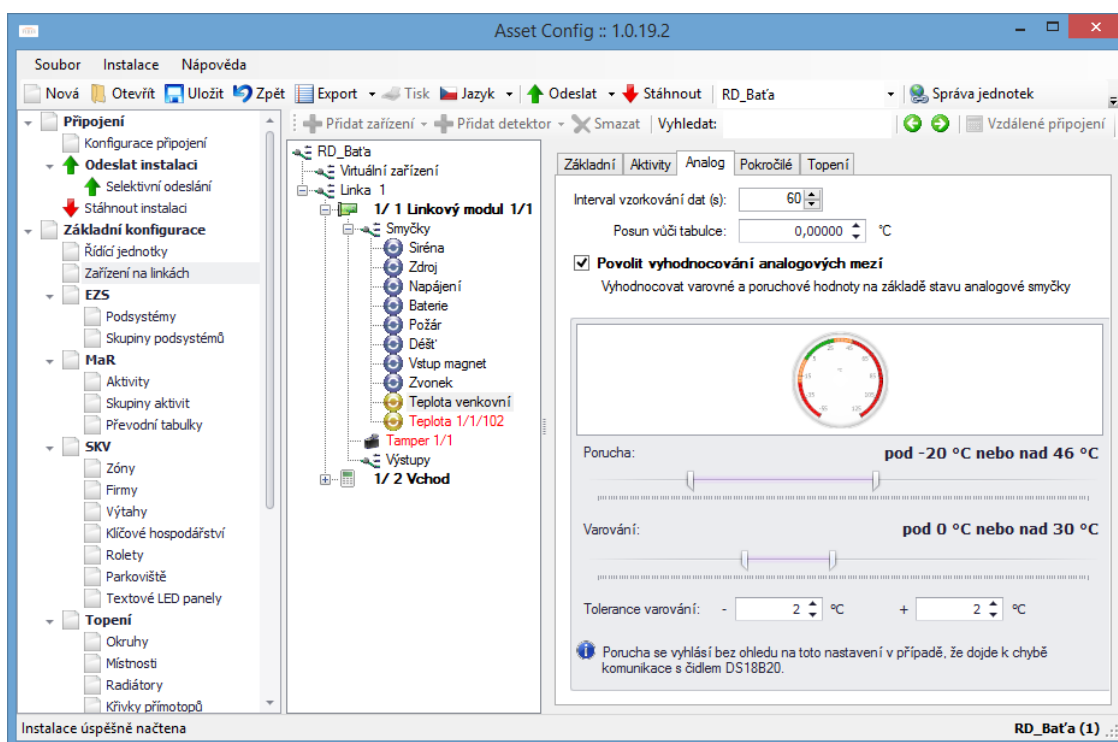 Asset Config :: 1.0.19.2
Soubor Instalace Nápověda
Nová Otevřít Uložit Zpět Export Tisk Jazyk Odeslat Stáhnout RD_Baťa Správa jednotek
Přidat zařízení Přidat detektor Smazat Vyhledat: Vzdálené připojení
Připojení
Konfigurace připojení
Odeslat instalaci
Selektivní odeslání
Stáhnout instalaci
Základní konfigurace
Řídící jednotky
Zařízení na linkách
EZS
Podsystémy
Skupiny podsystémů
MaR
Aktivity
Skupiny aktivit
Převodní tabulky
SKV
Zóny
Firmy
Výtahy
Klíčové hospodářství
Rolety
Parkoviště
Textové LED panely
Topení
Okruhy
Místnosti
Radiátory
Křivky přímotopů
RD_Baťa
Virtuální zařízení
Linka 1
1/ 1 Linkový modul 1/1
Smyčky
Siréna
Zdroj
Napájení
Baterie
Požár
Déšť
Vstup magnet
Zvonek
Teplota venkovní
Teplota 1/1/102
Tamper 1/1
Výstupy
1/ 2 Vchod
Základní Aktivity Analog Pokročilé Topení
Interval vzorkování dat (s): 60
Posun vůči tabulce: 0,00000 °C
Povolit vyhodnocování analogových mezí
Vyhodnocovat varovné a poruchové hodnoty na základě stavu analogové smyčky
Porucha: pod -20 °C nebo nad 46 °C
Varování: pod 0 °C nebo nad 30 °C
Tolerance varování: - 2 °C + 2 °C
Porucha se vyhlásí bez ohledu na toto nastavení v případě, že dojde k chybě
komunikace s čidlem DS18B20.
Instalace úspěšně načtena
RD_Baťa (1)